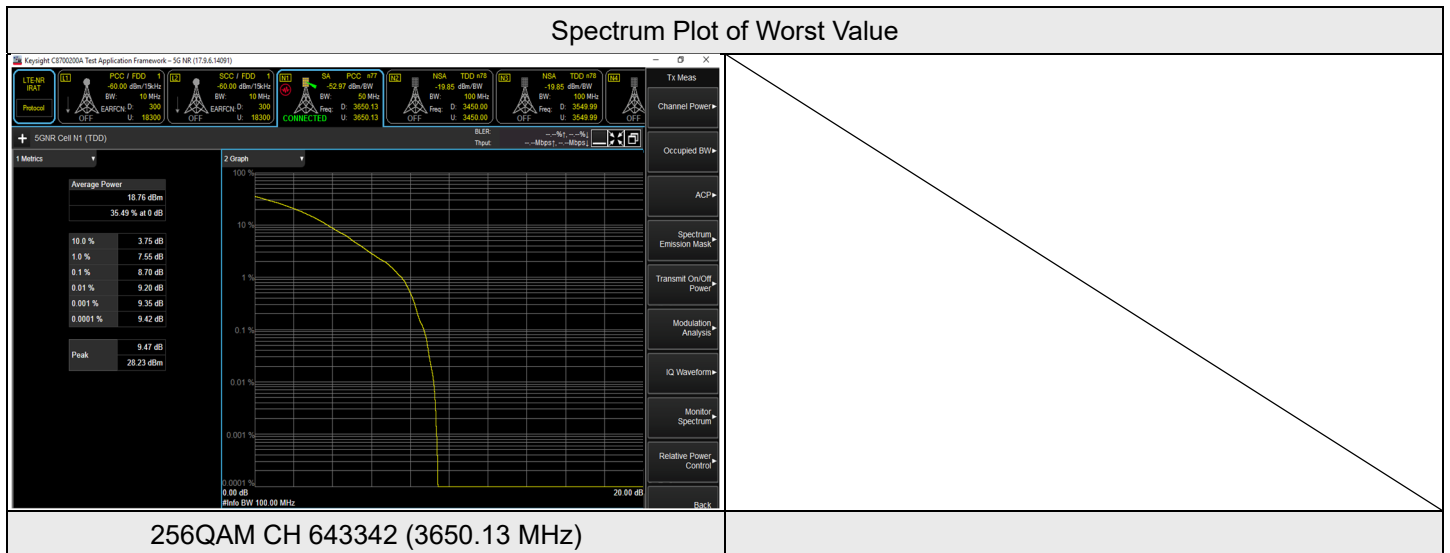 Spectrum Plot of Worst Value
Keysight C8700200A Test Application Framework – 5G NR (17.9.6.14091)
LTE-NR IRAT
Protocol
L1 PCC / FDD 1
-60.00 dBm/15kHz
BW: 10 MHz
EARFCN: D: 300
OFF U: 18300
L2 SCC / FDD 1
-60.00 dBm/15kHz
BW: 10 MHz
EARFCN: D: 300
OFF U: 18300
N1 SA PCC n77
-52.97 dBm/BW
BW: 50 MHz
Freq: D: 3650.13
CONNECTED U: 3650.13
N2 NSA TDD n78
-19.85 dBm/BW
BW: 100 MHz
Freq: D: 3450.00
OFF U: 3450.00
N3 NSA TDD n78
-19.85 dBm/BW
BW: 100 MHz
Freq: D: 3549.99
OFF U: 3549.99
N4
OFF
5GNR Cell N1 (TDD)
BLER: --.--%↑, --.--%↓
Thput: --.--Mbps↑, --.--Mbps↓
1 Metrics
Average Power
18.76 dBm
35.49 % at 0 dB
10.0 % 3.75 dB
1.0 % 7.55 dB
0.1 % 8.70 dB
0.01 % 9.20 dB
0.001 % 9.35 dB
0.0001 % 9.42 dB
Peak 9.47 dB
28.23 dBm
2 Graph
100 %
10 %
1 %
0.1 %
0.01 %
0.001 %
0.0001 %
0.00 dB 20.00 dB
#Info BW 100.00 MHz
Tx Meas
Channel Power
Occupied BW
ACP
Spectrum
Emission Mask
Transmit On/Off
Power
Modulation
Analysis
IQ Waveform
Monitor
Spectrum
Relative Power
Control
Back
256QAM CH 643342 (3650.13 MHz)